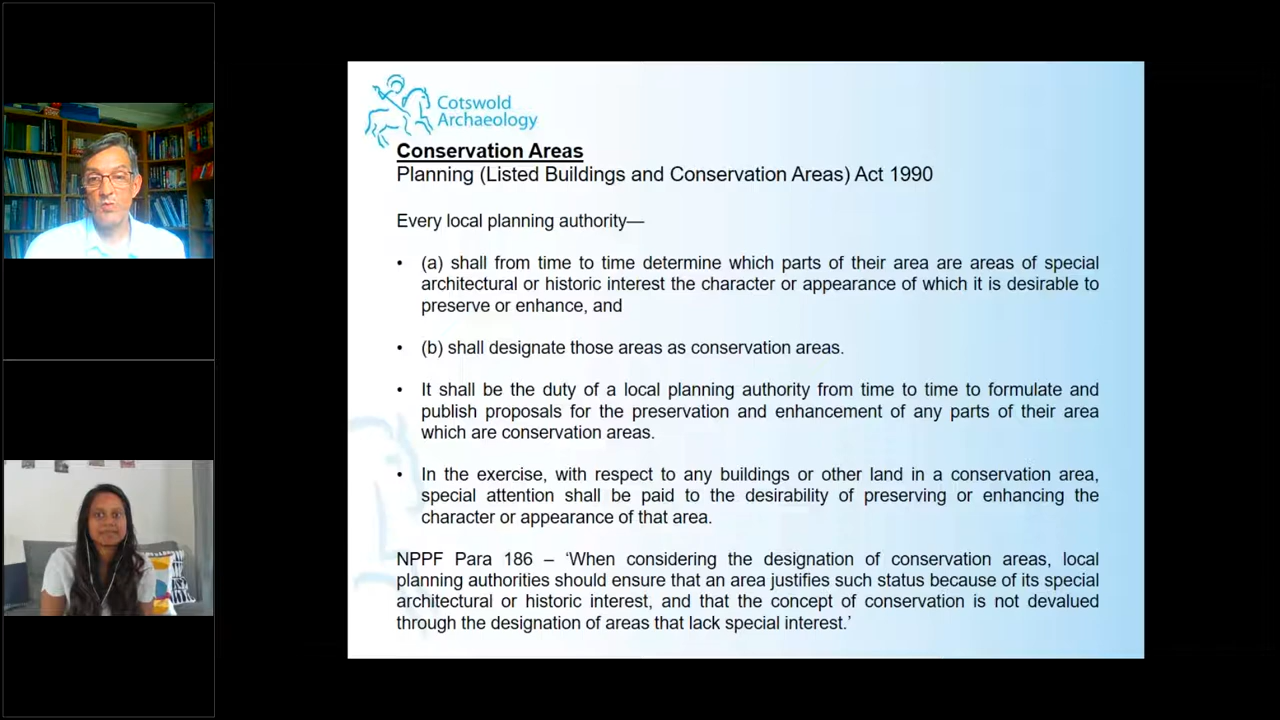 Cotswold
Archaeology
Conservation Areas
Planning (Listed Buildings and Conservation Areas) Act 1990
Every local planning authority—
• (a) shall from time to time determine which parts of their area are areas of special
architectural or historic interest the character or appearance of which it is desirable to
preserve or enhance, and
• (b) shall designate those areas as conservation areas.
• It shall be the duty of a local planning authority from time to time to formulate and
publish proposals for the preservation and enhancement of any parts of their area
which are conservation areas.
• In the exercise, with respect to any buildings or other land in a conservation area,
special attention shall be paid to the desirability of preserving or enhancing the
character or appearance of that area.
NPPF Para 186 – ‘When considering the designation of conservation areas, local
planning authorities should ensure that an area justifies such status because of its special
architectural or historic interest, and that the concept of conservation is not devalued
through the designation of areas that lack special interest.’